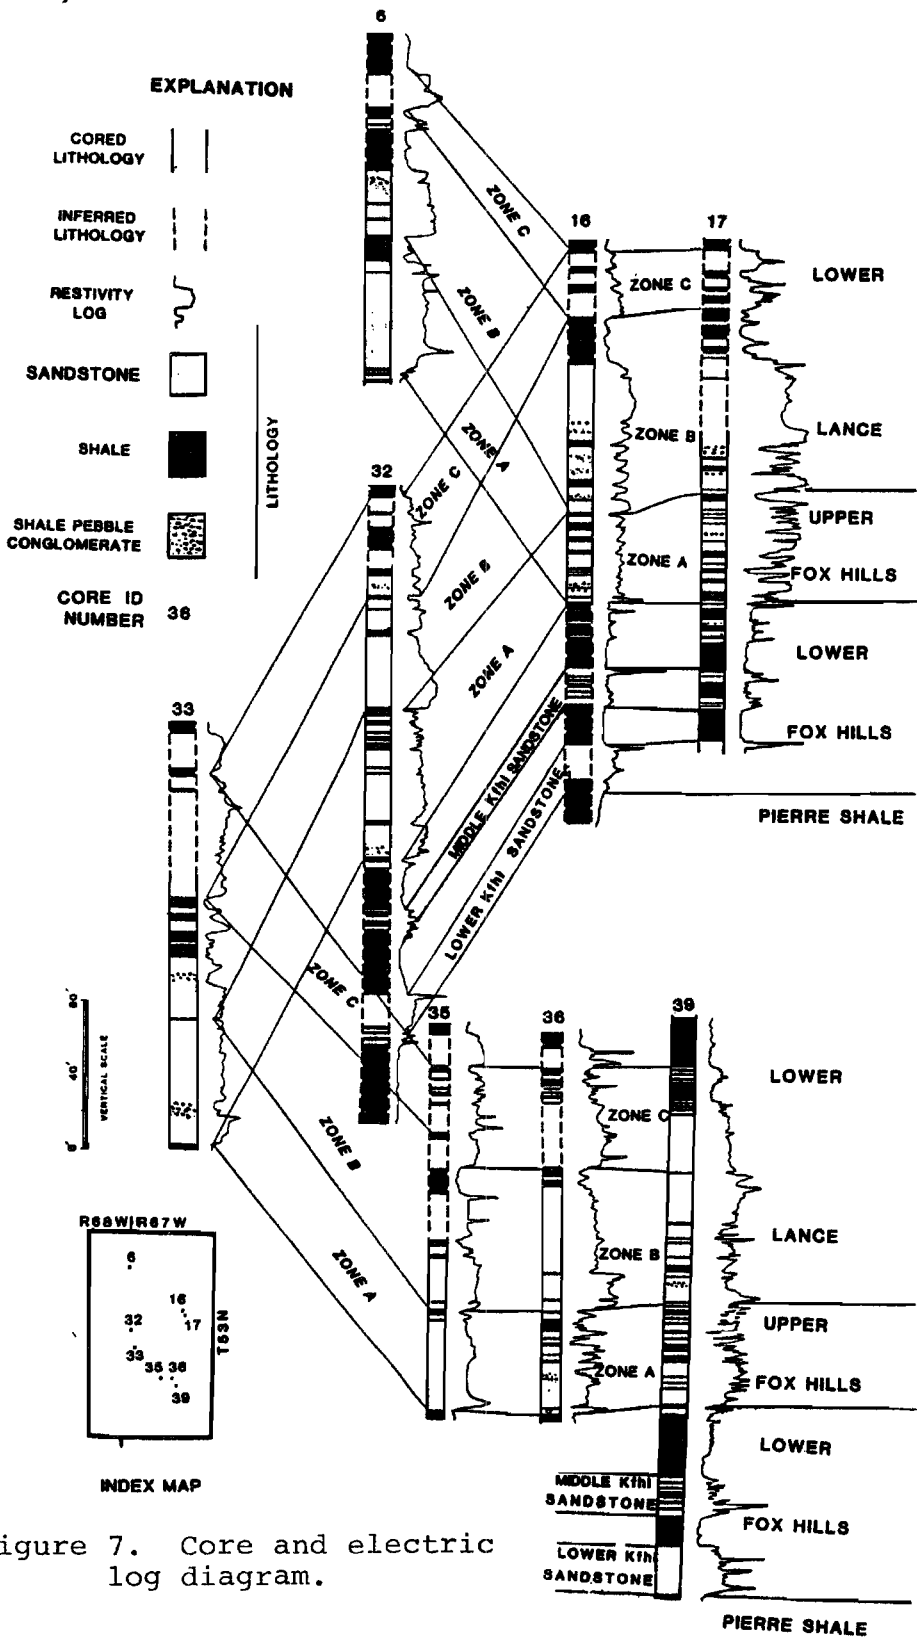 6
EXPLANATION
CORED
LITHOLOGY
INFERRED
LITHOLOGY
RESTIVITY
LOG
SANDSTONE
SHALE
SHALE PEBBLE
CONGLOMERATE
LITHOLOGY
CORE ID
NUMBER 36
ZONE C
ZONE B
ZONE A
16
17
ZONE C
LOWER
ZONE B
LANCE
UPPER
ZONE A
FOX HILLS
LOWER
FOX HILLS
PIERRE SHALE
32
ZONE C
ZONE B
ZONE A
MIDDLE Kfhl SANDSTONE
LOWER Kfhl SANDSTONE
33
ZONE C
ZONE B
ZONE A
80'
40'
0'
VERTICAL SCALE
35
36
39
LOWER
ZONE C
LANCE
ZONE B
UPPER
ZONE A
FOX HILLS
LOWER
MIDDLE Kfhl
SANDSTONE
FOX HILLS
LOWER Kfhl
SANDSTONE
PIERRE SHALE
R68W R67W
6
16
17
32
33
35 36
39
T53N
INDEX MAP
igure 7. Core and electric
log diagram.